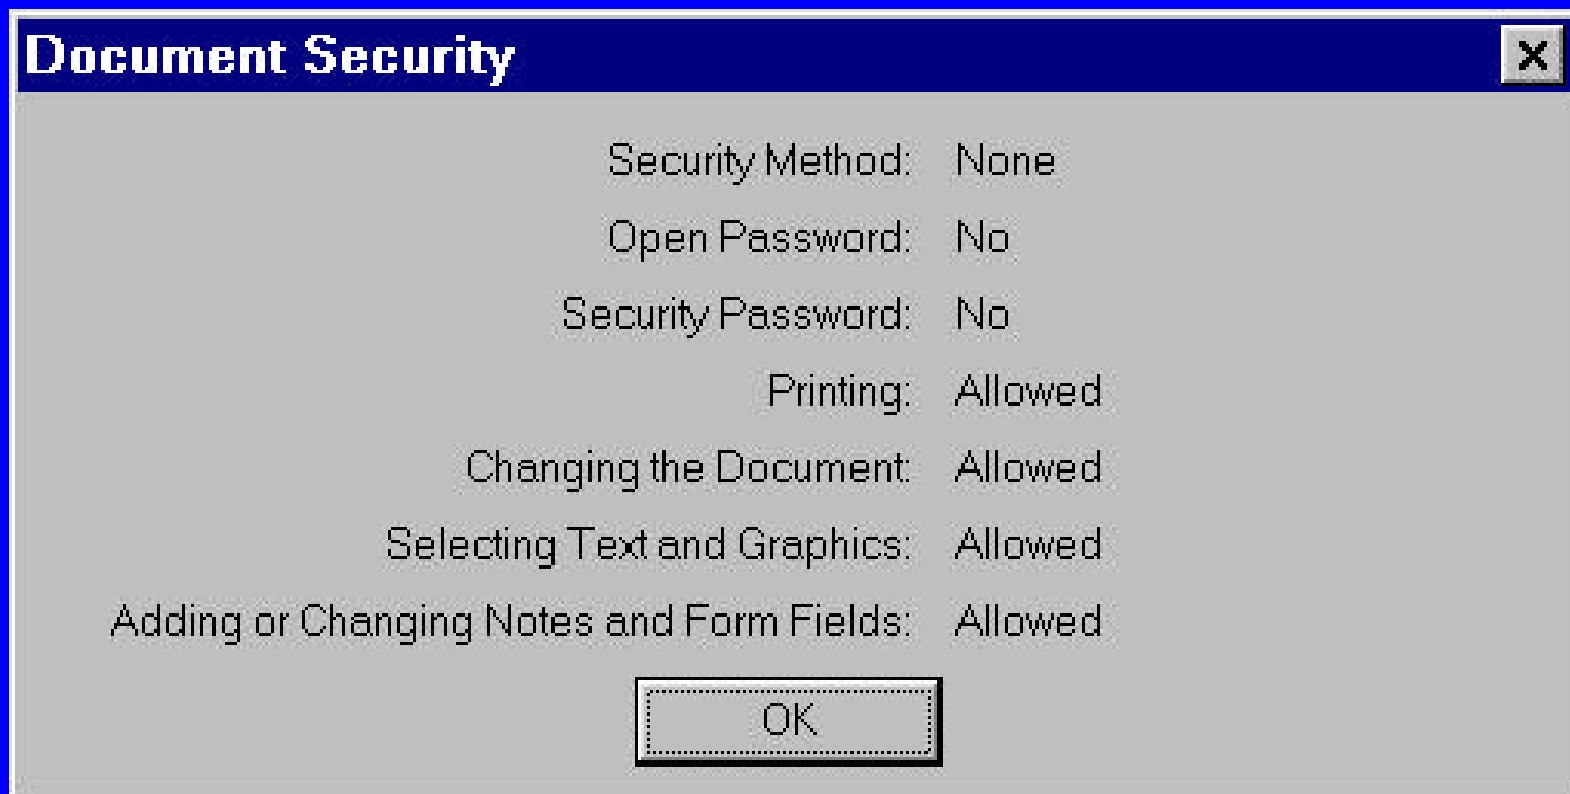 Document Security
Security Method: None
Open Password: No
Security Password: No
Printing: Allowed
Changing the Document: Allowed
Selecting Text and Graphics: Allowed
Adding or Changing Notes and Form Fields: Allowed
OK